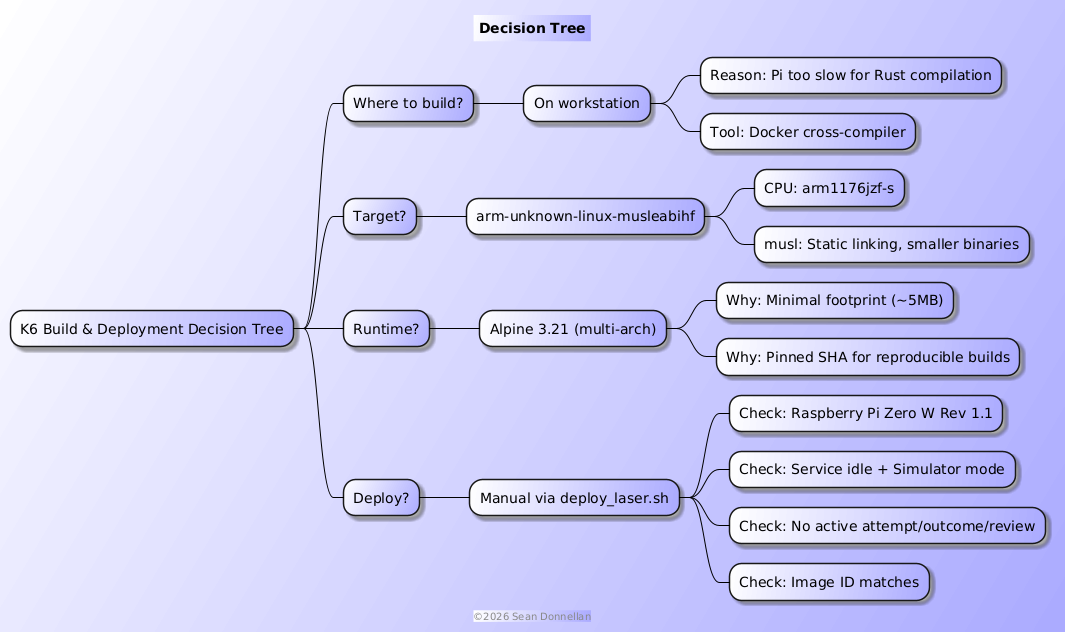 Decision Tree
K6 Build & Deployment Decision Tree
Where to build?
On workstation
Reason: Pi too slow for Rust compilation
Tool: Docker cross-compiler
Target?
arm-unknown-linux-musleabihf
CPU: arm1176jzf-s
musl: Static linking, smaller binaries
Runtime?
Alpine 3.21 (multi-arch)
Why: Minimal footprint (~5MB)
Why: Pinned SHA for reproducible builds
Deploy?
Manual via deploy_laser.sh
Check: Raspberry Pi Zero W Rev 1.1
Check: Service idle + Simulator mode
Check: No active attempt/outcome/review
Check: Image ID matches
©2026 Sean Donnellan